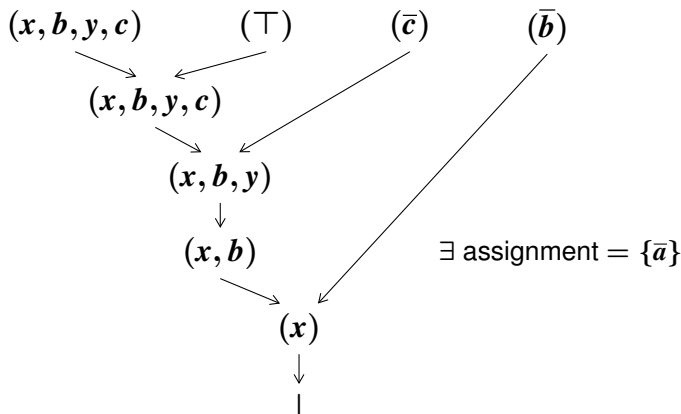 (x, b, y, c) (⊤) (c̅) (b̅)
(x, b, y, c)
(x, b, y)
(x, b) ∃ assignment = {a̅}
(x)